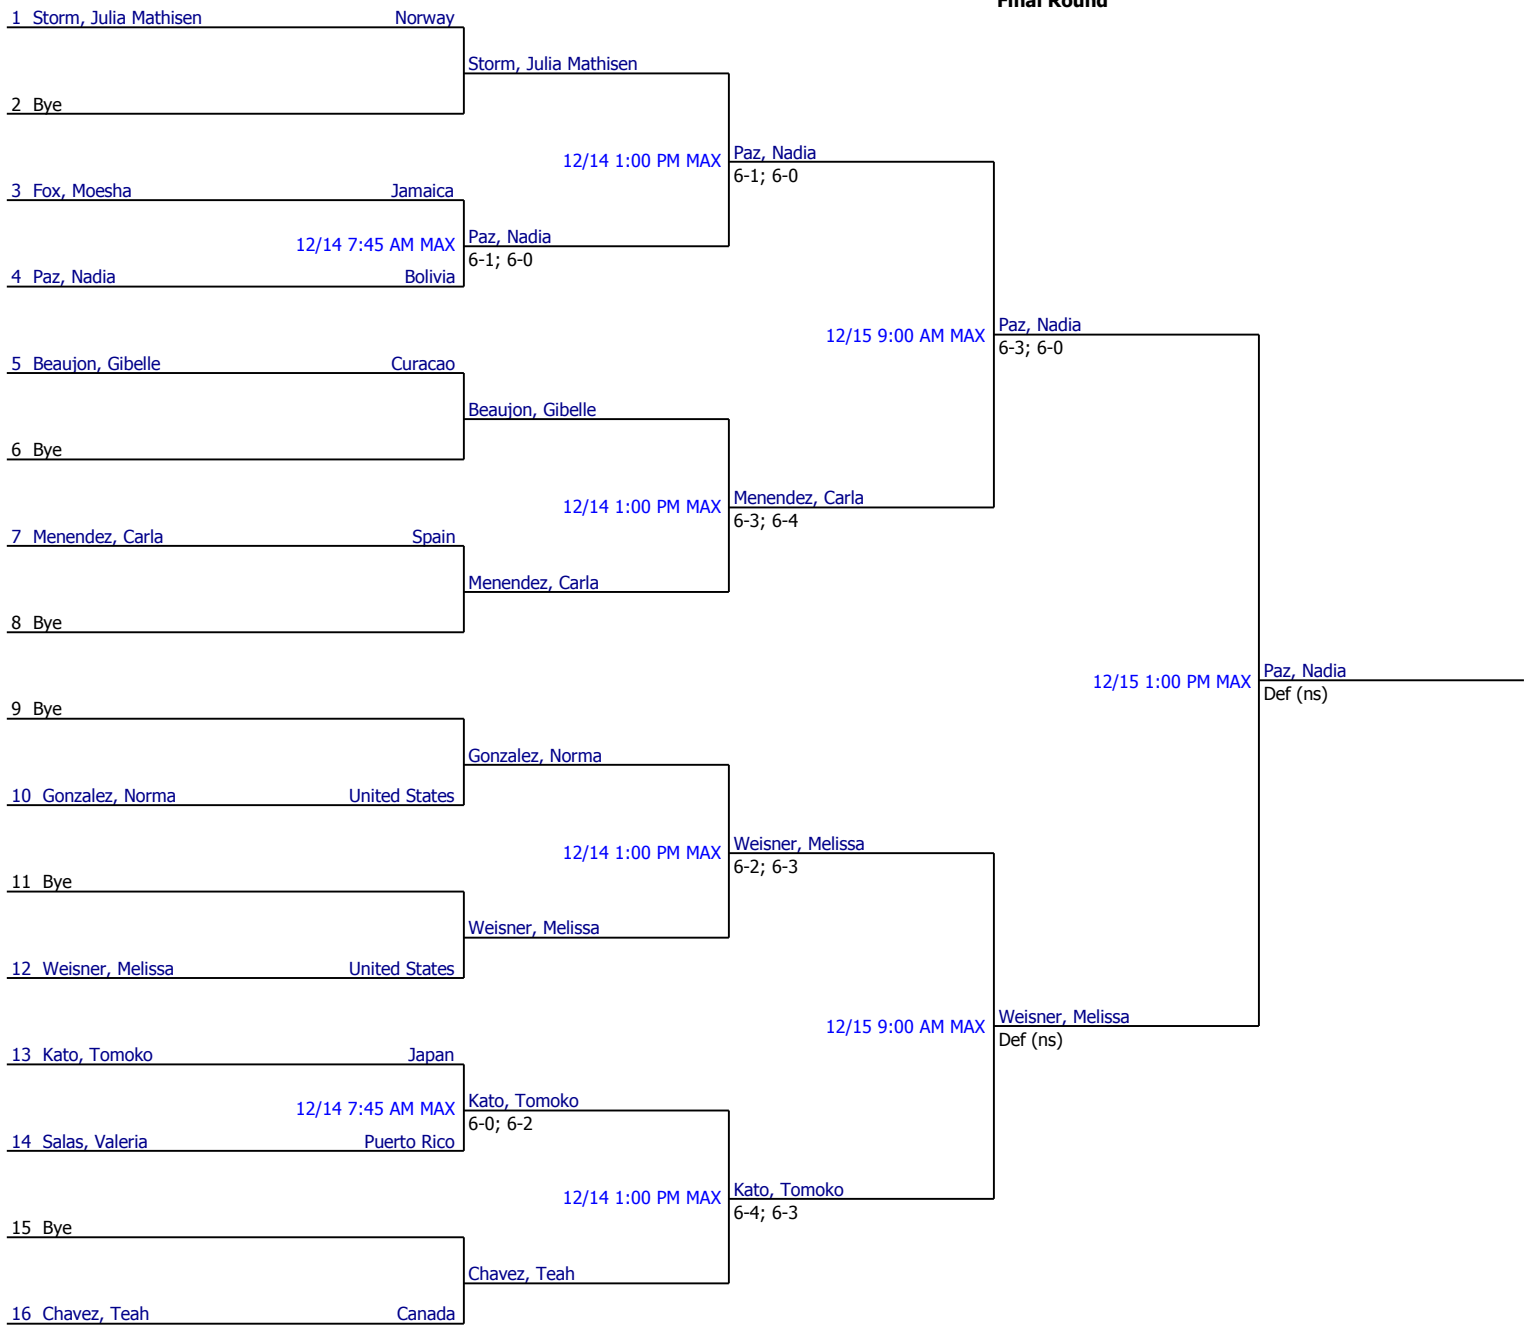 Final Round
1 Storm, Julia Mathisen Norway
Storm, Julia Mathisen
2 Bye
12/14 1:00 PM MAX Paz, Nadia
6-1; 6-0
3 Fox, Moesha Jamaica
12/14 7:45 AM MAX Paz, Nadia
6-1; 6-0
4 Paz, Nadia Bolivia
12/15 9:00 AM MAX Paz, Nadia
6-3; 6-0
5 Beaujon, Gibelle Curacao
Beaujon, Gibelle
6 Bye
12/14 1:00 PM MAX Menendez, Carla
6-3; 6-4
7 Menendez, Carla Spain
Menendez, Carla
8 Bye
12/15 1:00 PM MAX Paz, Nadia
Def (ns)
9 Bye
Gonzalez, Norma
10 Gonzalez, Norma United States
12/14 1:00 PM MAX Weisner, Melissa
6-2; 6-3
11 Bye
Weisner, Melissa
12 Weisner, Melissa United States
12/15 9:00 AM MAX Weisner, Melissa
Def (ns)
13 Kato, Tomoko Japan
12/14 7:45 AM MAX Kato, Tomoko
6-0; 6-2
14 Salas, Valeria Puerto Rico
12/14 1:00 PM MAX Kato, Tomoko
6-4; 6-3
15 Bye
Chavez, Teah
16 Chavez, Teah Canada